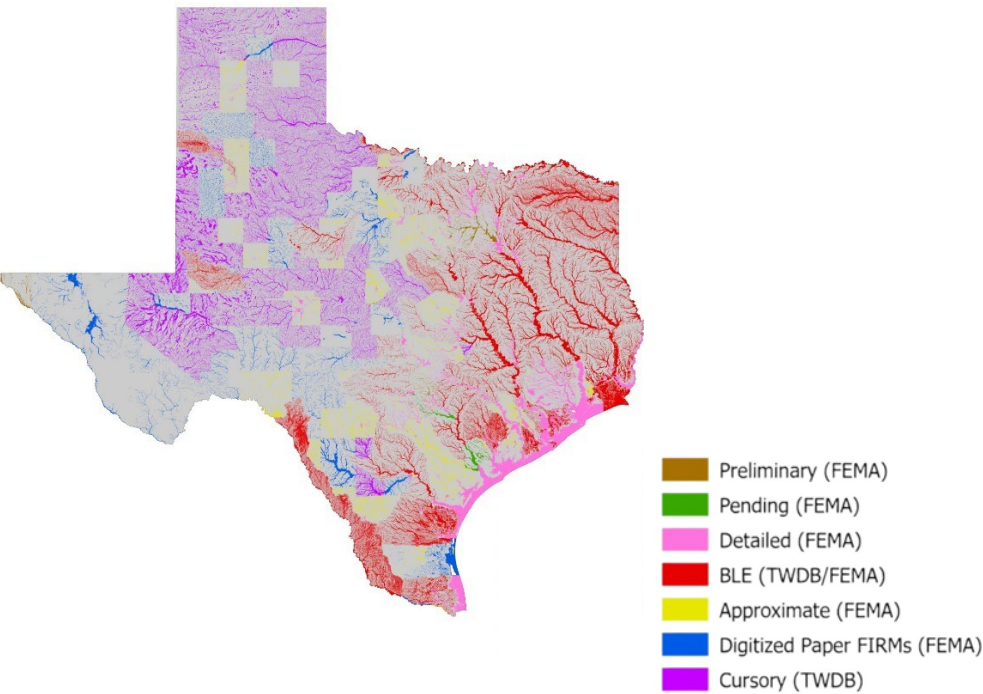 Preliminary (FEMA)
Pending (FEMA)
Detailed (FEMA)
BLE (TWDB/FEMA)
Approximate (FEMA)
Digitized Paper FIRMs (FEMA)
Cursory (TWDB)